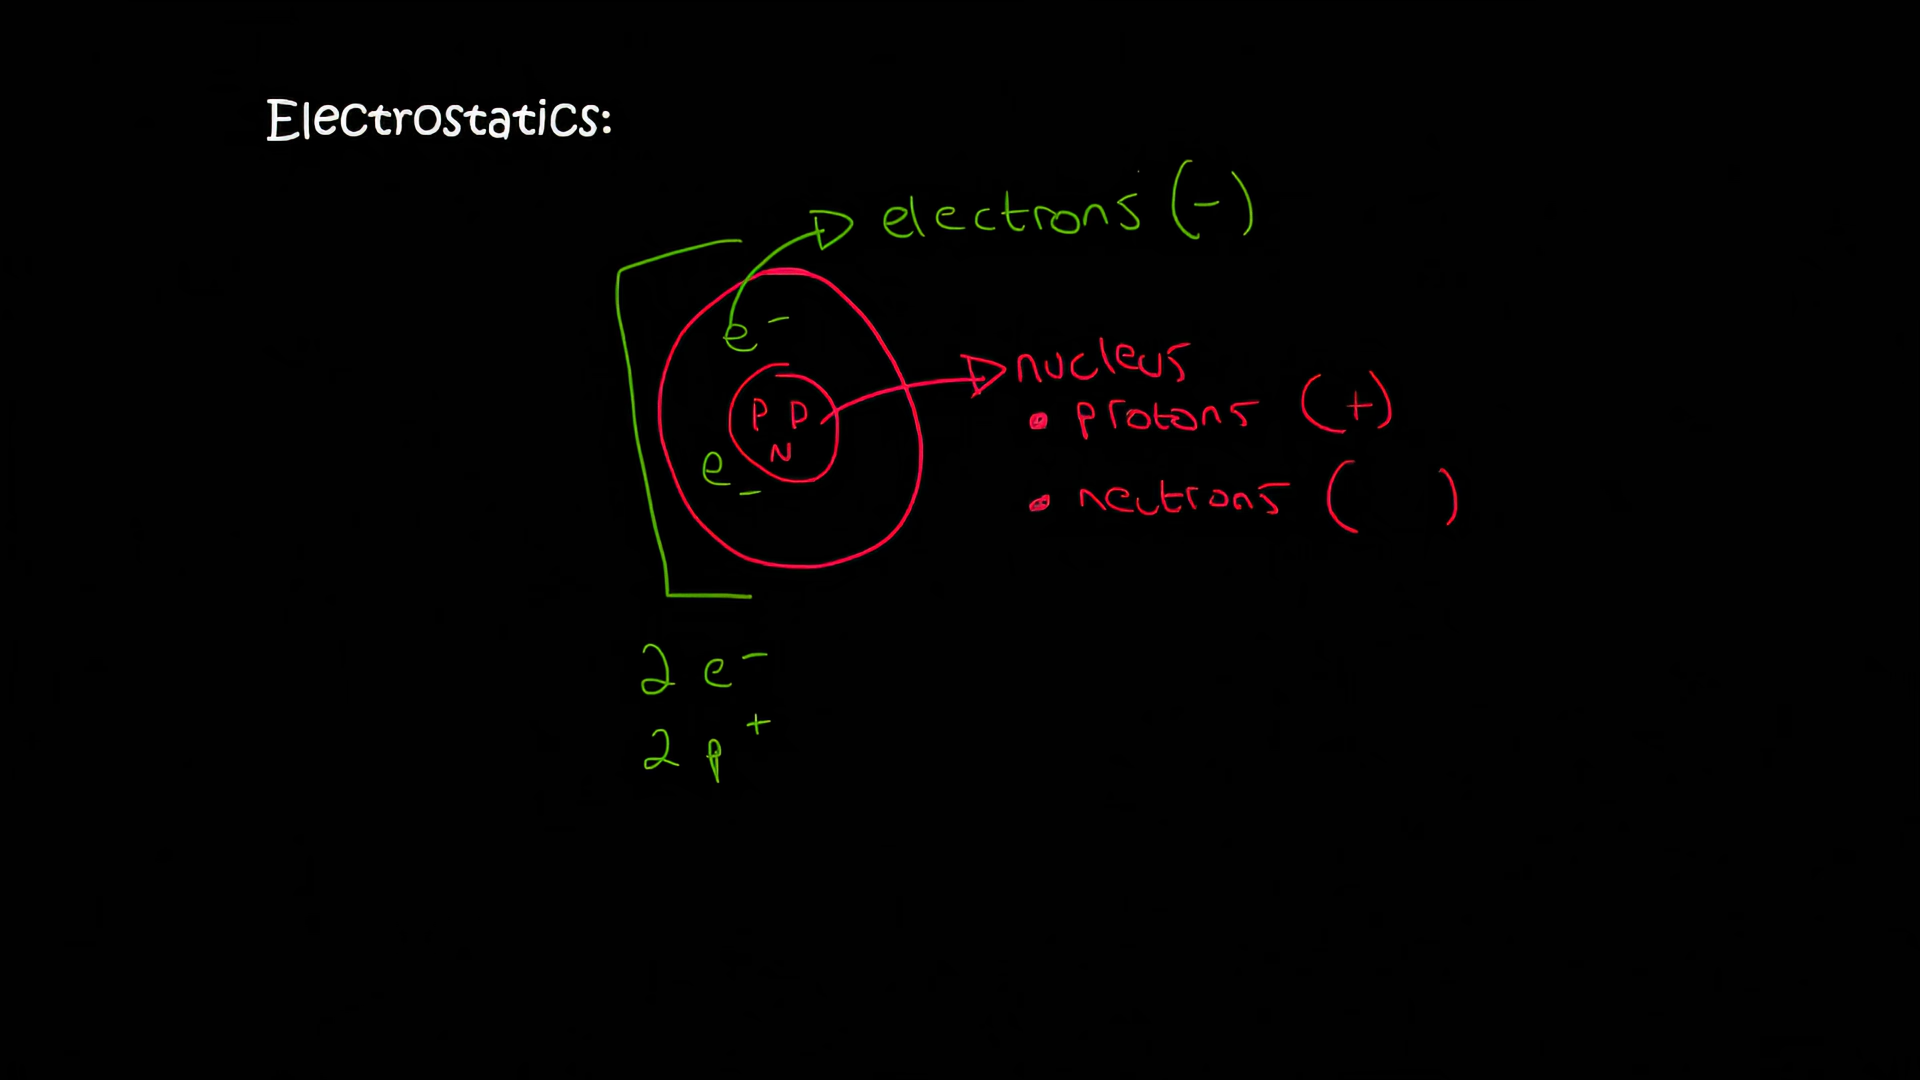 Electrostatics:
electrons (-)
e-
nucleus
P P
• protons (+)
N
e-
• neutrons ( )
2 e-
2 p+